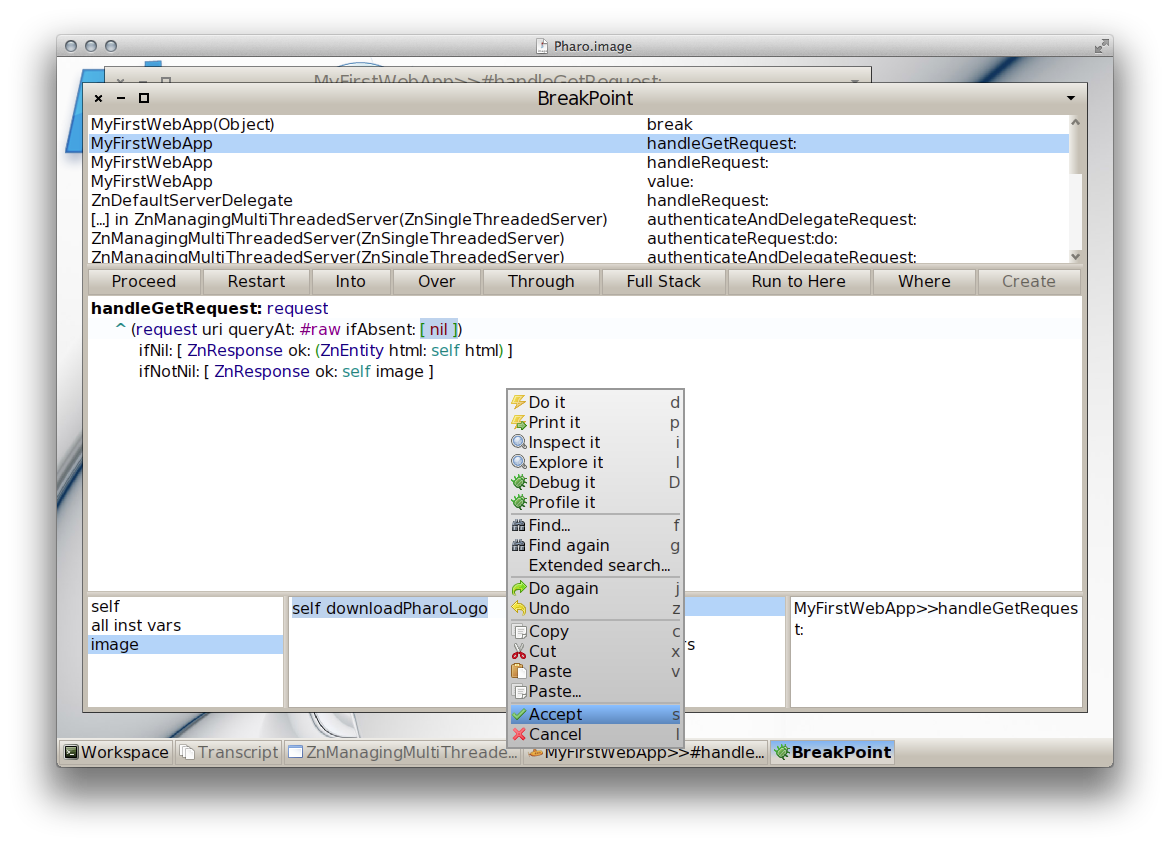 Pharo.image
MyFirstWebApp>>#handleGetRequest:
BreakPoint
MyFirstWebApp(Object) break
MyFirstWebApp handleGetRequest:
MyFirstWebApp handleRequest:
MyFirstWebApp value:
ZnDefaultServerDelegate handleRequest:
[...] in ZnManagingMultiThreadedServer(ZnSingleThreadedServer) authenticateAndDelegateRequest:
ZnManagingMultiThreadedServer(ZnSingleThreadedServer) authenticateRequest:do:
ZnManagingMultiThreadedServer(ZnSingleThreadedServer) authenticateAndDelegateRequest:
Proceed Restart Into Over Through Full Stack Run to Here Where Create
handleGetRequest: request
^ (request uri queryAt: #raw ifAbsent: [ nil ])
ifNil: [ ZnResponse ok: (ZnEntity html: self html) ]
ifNotNil: [ ZnResponse ok: self image ]
Do it d
Print it p
Inspect it i
Explore it I
Debug it D
Profile it
Find... f
Find again g
Extended search...
Do again j
Undo z
Copy c
Cut x
Paste v
Paste...
Accept s
Cancel l
self
all inst vars
image
self downloadPharoLogo
rs
MyFirstWebApp>>handleGetReques
t:
Workspace Transcript ZnManagingMultiThreade... MyFirstWebApp>>#handle... BreakPoint